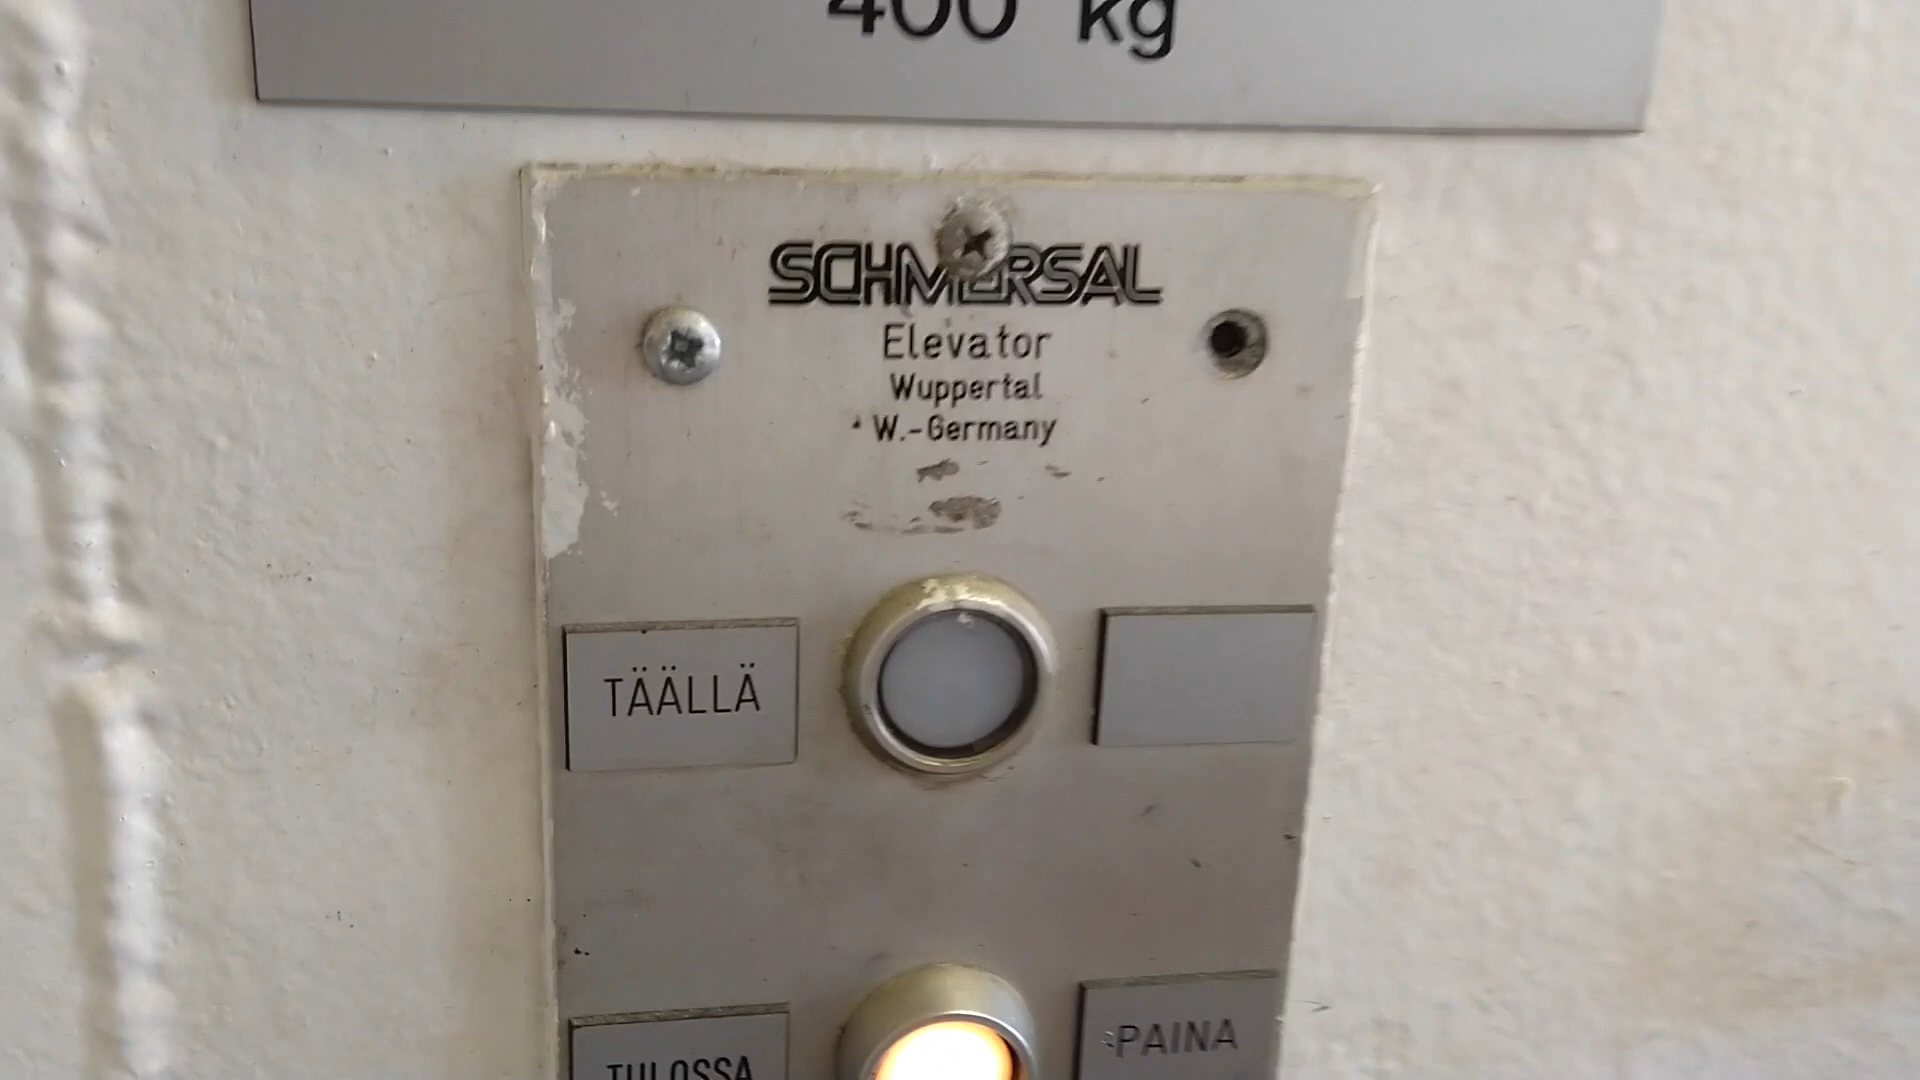 400 kg
SCHMERSAL
Elevator
Wuppertal
W.-Germany
TÄÄLLÄ
TULOSSA
PAINA